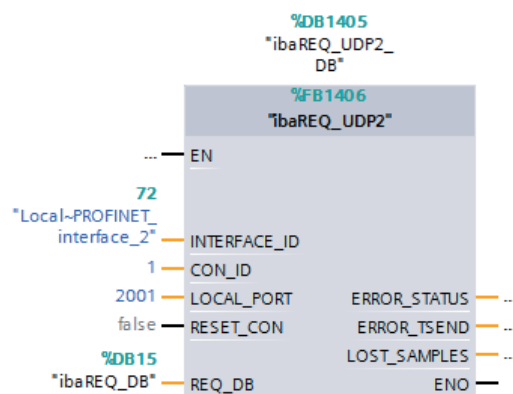 %DB1405
"ibaREQ_UDP2_
DB"
%FB1406
"ibaREQ_UDP2"
... EN
72
"Local~PROFINET_
interface_2" INTERFACE_ID
1 CON_ID
2001 LOCAL_PORT ERROR_STATUS ...
false RESET_CON ERROR_TSEND ...
%DB15 LOST_SAMPLES ...
"ibaREQ_DB" REQ_DB ENO